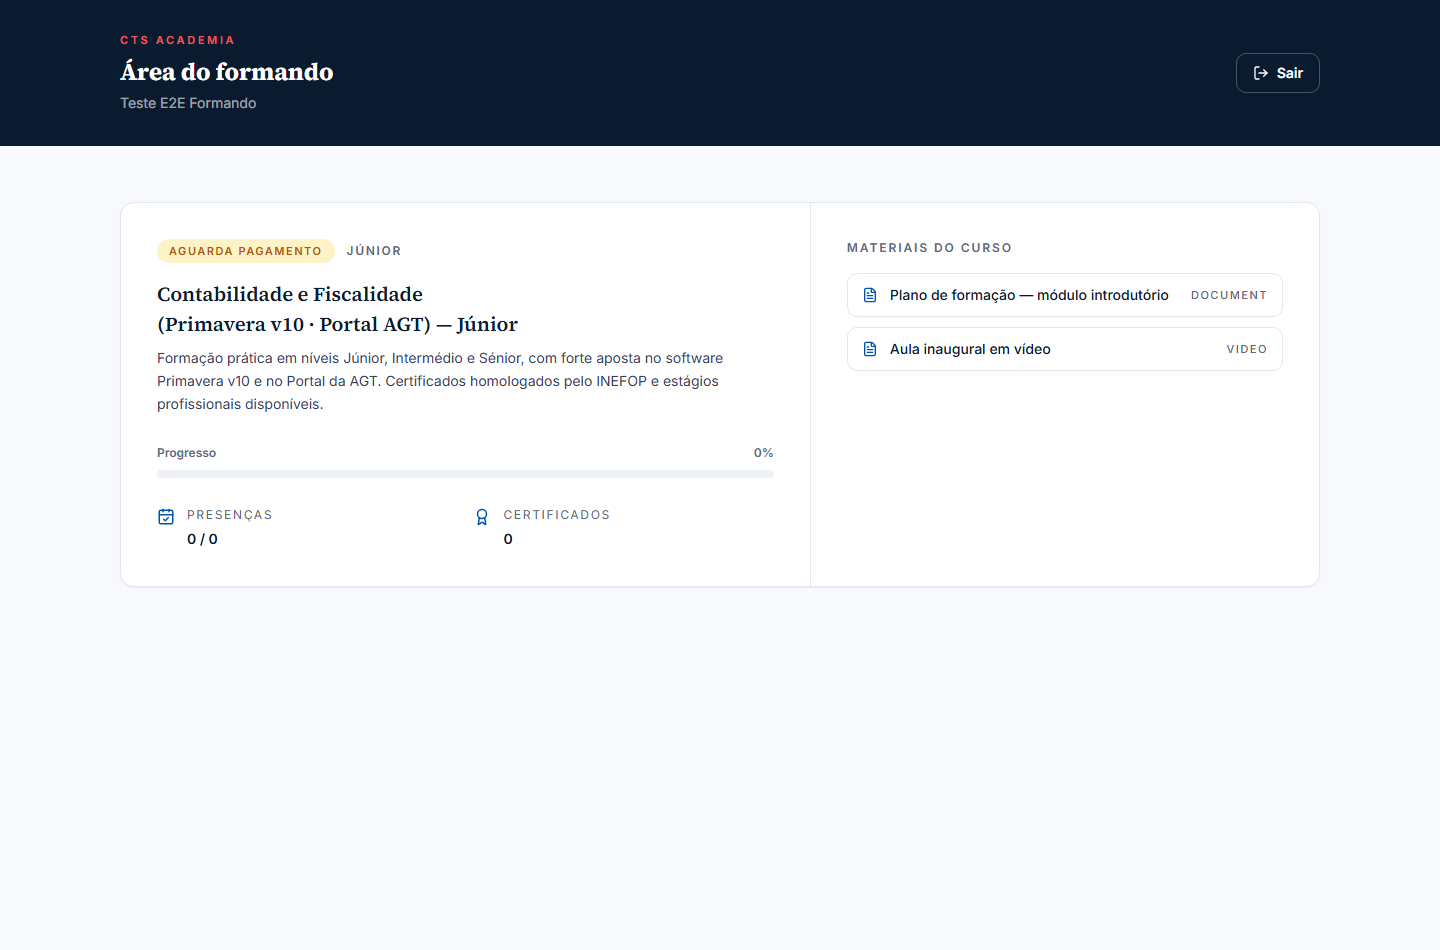 CTS ACADEMIA
Área do formando
Teste E2E Formando
Sair
AGUARDA PAGAMENTO JÚNIOR
Contabilidade e Fiscalidade
(Primavera v10 · Portal AGT) — Júnior
Formação prática em níveis Júnior, Intermédio e Sénior, com forte aposta no software
Primavera v10 e no Portal da AGT. Certificados homologados pelo INEFOP e estágios
profissionais disponíveis.
Progresso 0%
PRESENÇAS
0 / 0
CERTIFICADOS
0
MATERIAIS DO CURSO
Plano de formação — módulo introdutório DOCUMENT
Aula inaugural em vídeo VIDEO